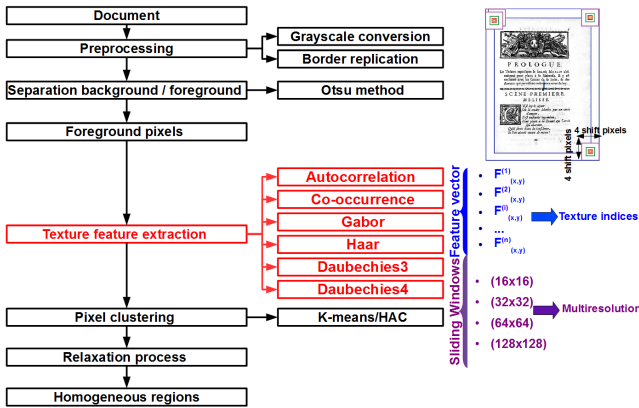 Document
Preprocessing
Grayscale conversion
Border replication
Separation background / foreground
Otsu method
Foreground pixels
Texture feature extraction
Autocorrelation
Co-occurrence
Gabor
Haar
Daubechies3
Daubechies4
Pixel clustering
K-means/HAC
Relaxation process
Homogeneous regions
PROLOGUE
SCENE PREMIERE
MELISSE
4 shift pixels
4 shift pixels
Feature vector
• F(1)(x,y)
• F(2)(x,y)
• F(i)(x,y)
• ...
• F(n)(x,y)
Texture indices
Sliding Windows
• (16x16)
• (32x32)
• (64x64)
• (128x128)
Multiresolution